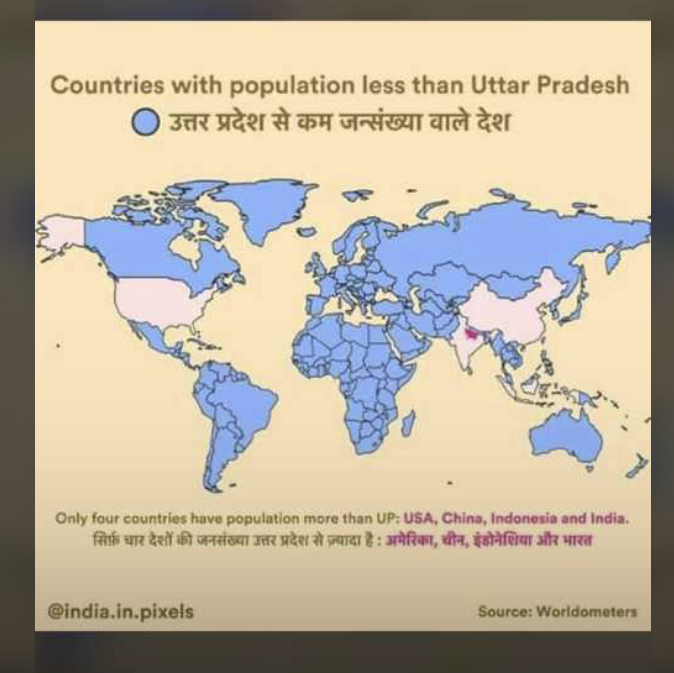 Countries with population less than Uttar Pradesh
उत्तर प्रदेश से कम जन्संख्या वाले देश
Only four countries have population more than UP: USA, China, Indonesia and India.
सिर्फ़ चार देशों की जनसंख्या उत्तर प्रदेश से ज़्यादा है : अमेरिका, चीन, इंडोनेशिया और भारत
@india.in.pixels
Source: Worldometers